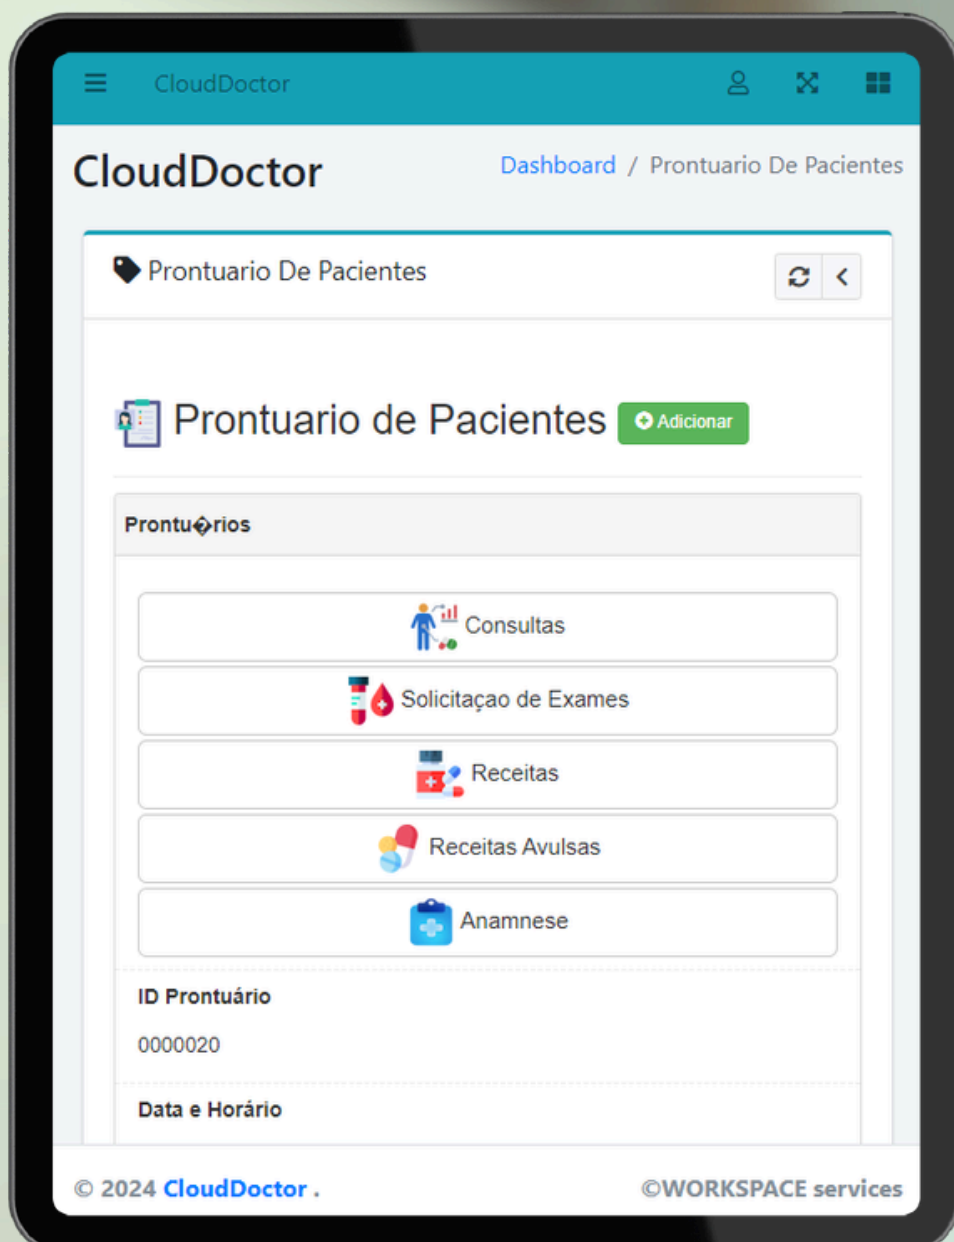 CloudDoctor
CloudDoctor
Dashboard / Prontuario De Pacientes
Prontuario De Pacientes
Prontuario de Pacientes Adicionar
Prontu�rios
Consultas
Solicitaçao de Exames
Receitas
Receitas Avulsas
Anamnese
ID Prontuário
0000020
Data e Horário
© 2024 CloudDoctor .
©WORKSPACE services